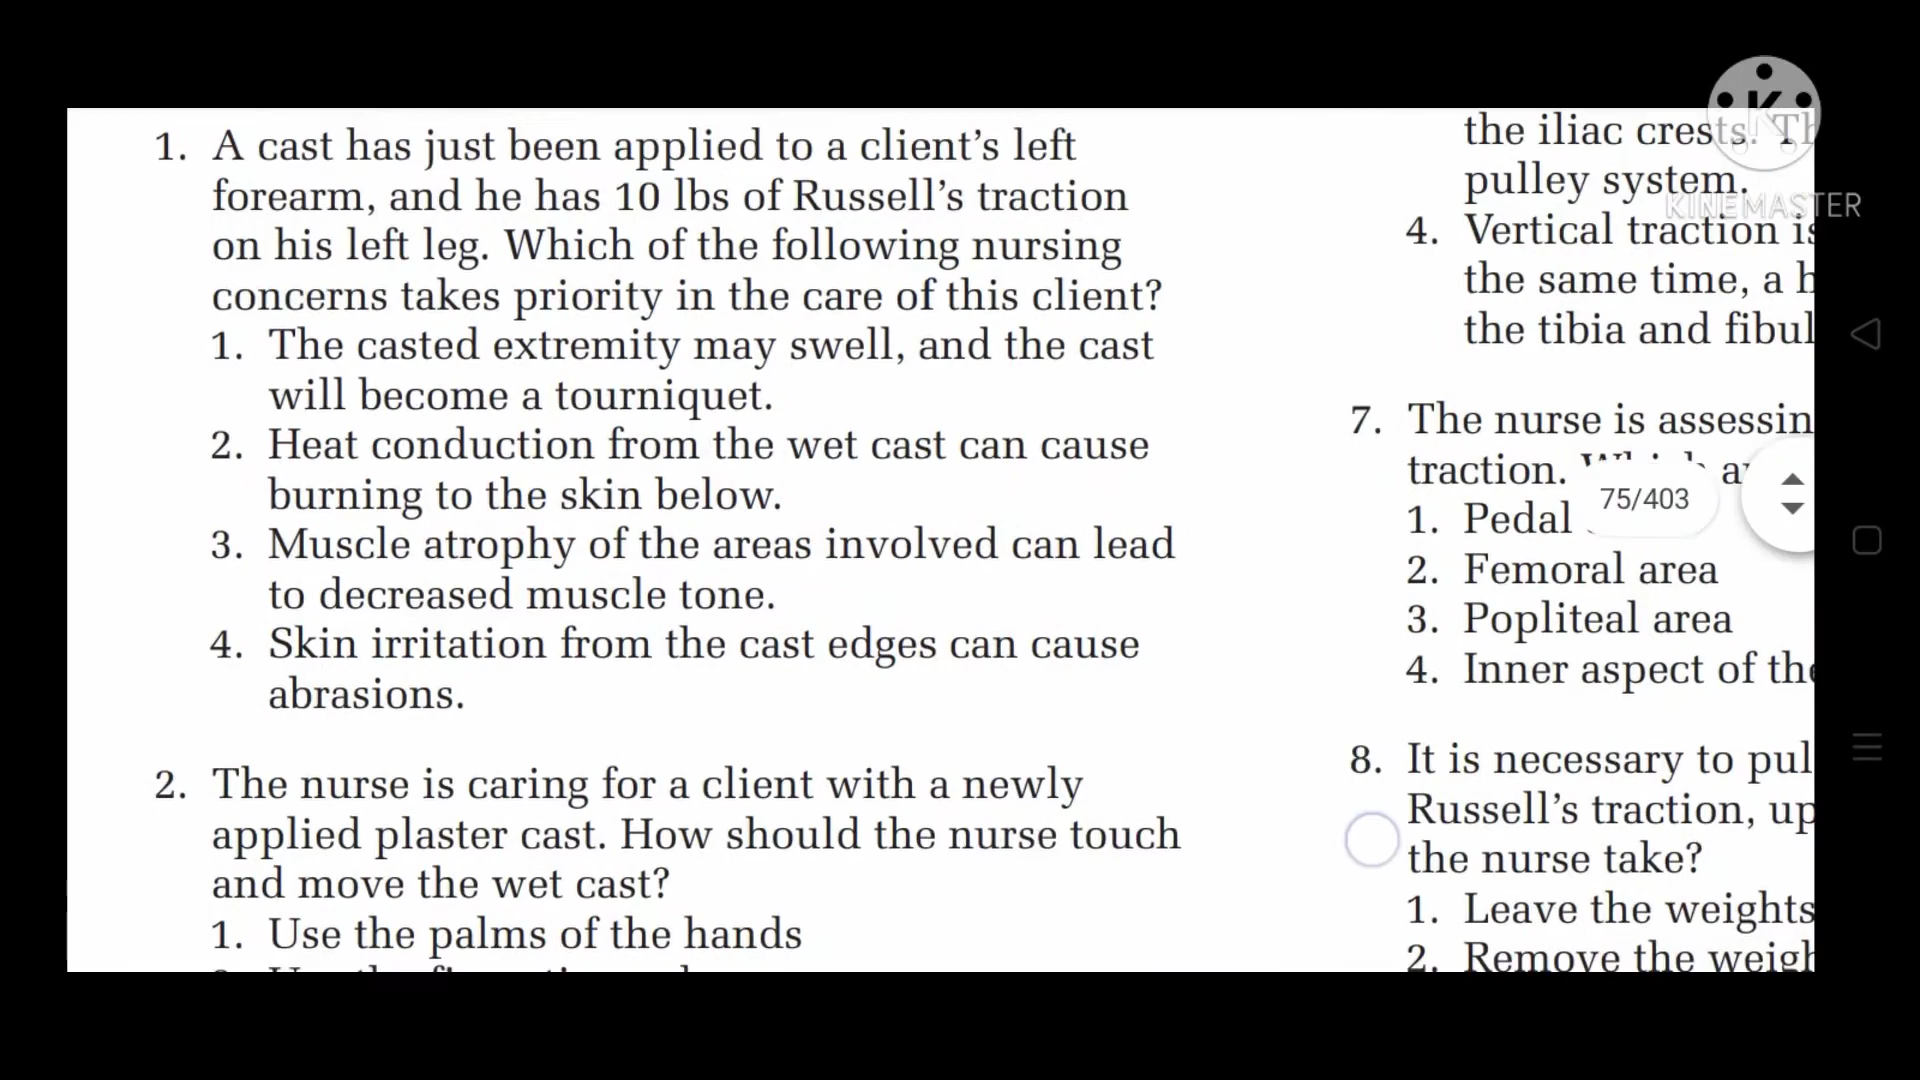 1. A cast has just been applied to a client’s left
forearm, and he has 10 lbs of Russell’s traction
on his left leg. Which of the following nursing
concerns takes priority in the care of this client?
1. The casted extremity may swell, and the cast
will become a tourniquet.
2. Heat conduction from the wet cast can cause
burning to the skin below.
3. Muscle atrophy of the areas involved can lead
to decreased muscle tone.
4. Skin irritation from the cast edges can cause
abrasions.
2. The nurse is caring for a client with a newly
applied plaster cast. How should the nurse touch
and move the wet cast?
1. Use the palms of the hands
the iliac crests. Th
pulley system.
4. Vertical traction is
the same time, a h
the tibia and fibul
7. The nurse is assessin
traction. Which a
1. Pedal
2. Femoral area
3. Popliteal area
4. Inner aspect of the
8. It is necessary to pul
Russell’s traction, up
the nurse take?
1. Leave the weights
2. Remove the weigh
75/403
K
KINEMASTER